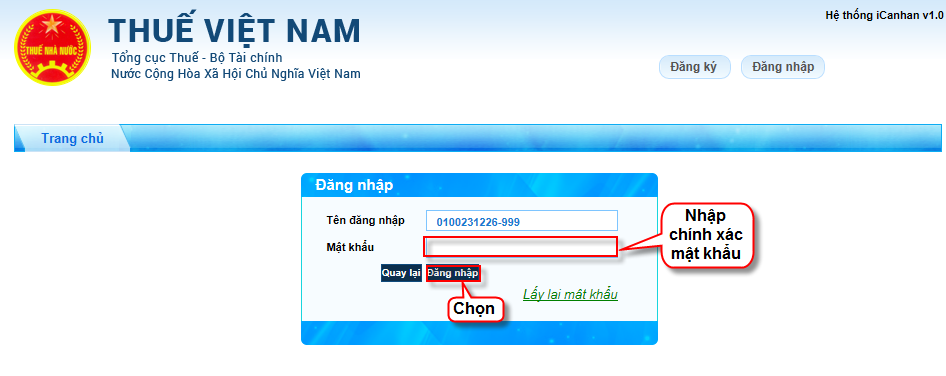 Hệ thống iCanhan v1.0
THUẾ NHÀ NƯỚC
THUẾ VIỆT NAM
Tổng cục Thuế - Bộ Tài chính
Nước Cộng Hòa Xã Hội Chủ Nghĩa Việt Nam
Đăng ký
Đăng nhập
Trang chủ
Đăng nhập
Tên đăng nhập
0100231226-999
Mật khẩu
Nhập
chính xác
mật khẩu
Quay lại
Đăng nhập
Lấy lại mật khẩu
Chọn